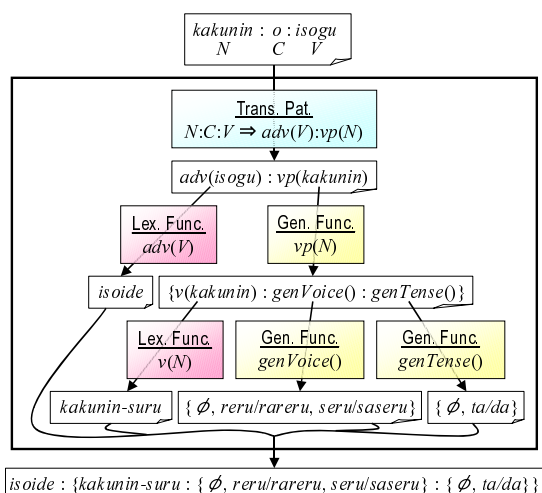 kakunin : o : isogu
N C V
Trans. Pat.
N:C:V ⇒ adv(V):vp(N)
adv(isogu) : vp(kakunin)
Lex. Func.
adv(V)
Gen. Func.
vp(N)
isoide
{v(kakunin) : genVoice() : genTense()}
Lex. Func.
v(N)
Gen. Func.
genVoice()
Gen. Func.
genTense()
kakunin-suru
{ϕ, reru/rareru, seru/saseru}
{ϕ, ta/da}
isoide : {kakunin-suru : {ϕ, reru/rareru, seru/saseru} : {ϕ, ta/da}}